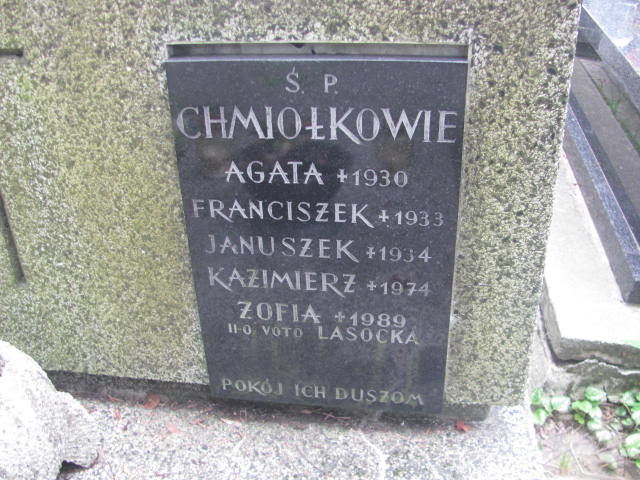 Ś. P.
CHMIOŁKOWIE
AGATA +1930
FRANCISZEK +1933
JANUSZEK +1934
KAZIMIERZ +1974
ZOFIA +1989
II-O VOTO LASOCKA
POKÓJ ICH DUSZOM